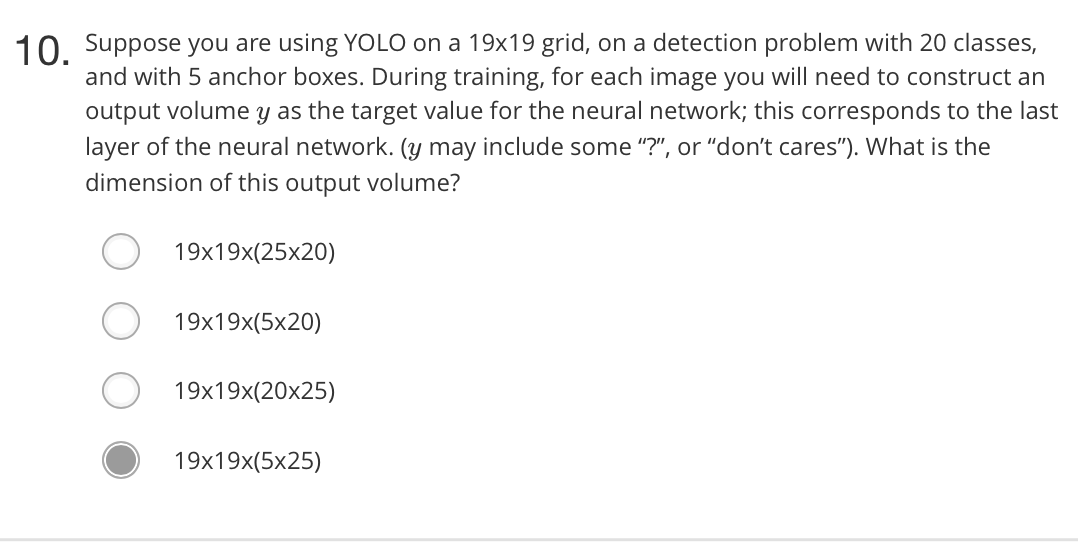 10. Suppose you are using YOLO on a 19x19 grid, on a detection problem with 20 classes,
and with 5 anchor boxes. During training, for each image you will need to construct an
output volume y as the target value for the neural network; this corresponds to the last
layer of the neural network. (y may include some “?”, or “don’t cares”). What is the
dimension of this output volume?
19x19x(25x20)
19x19x(5x20)
19x19x(20x25)
19x19x(5x25)